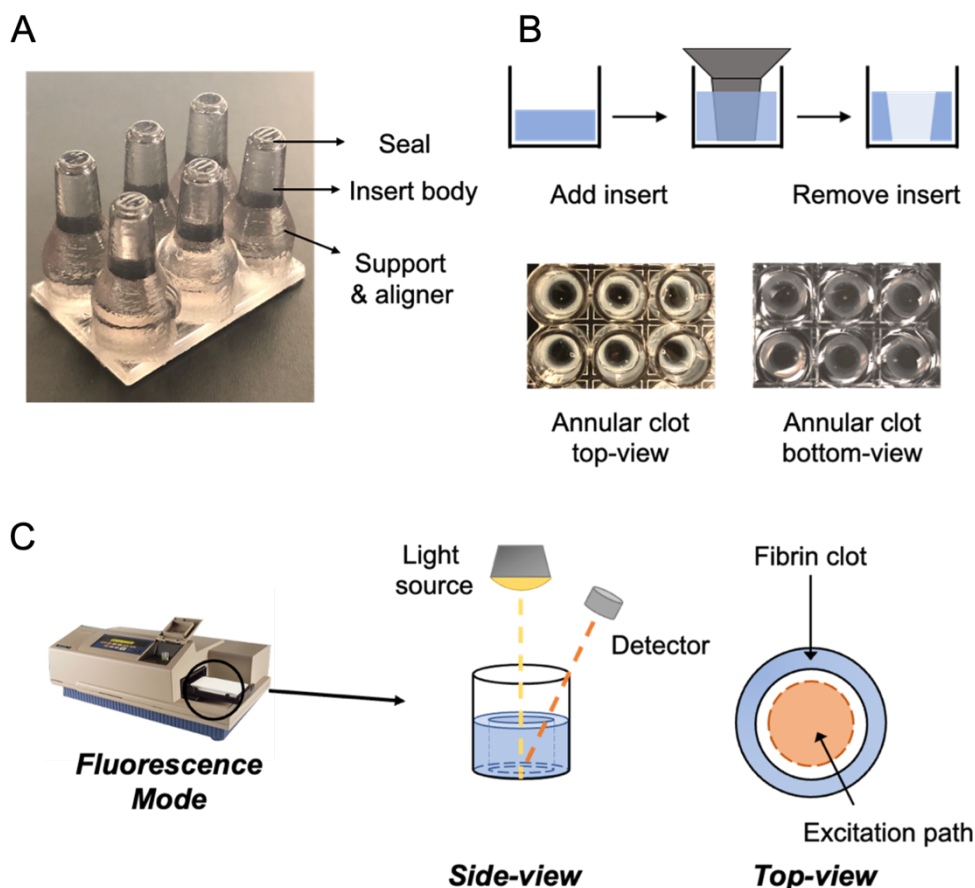 A
Seal
Insert body
Support
& aligner
B
Add insert
Remove insert
Annular clot
top-view
Annular clot
bottom-view
C
Fluorescence
Mode
Light
source
Detector
Side-view
Fibrin clot
Excitation path
Top-view